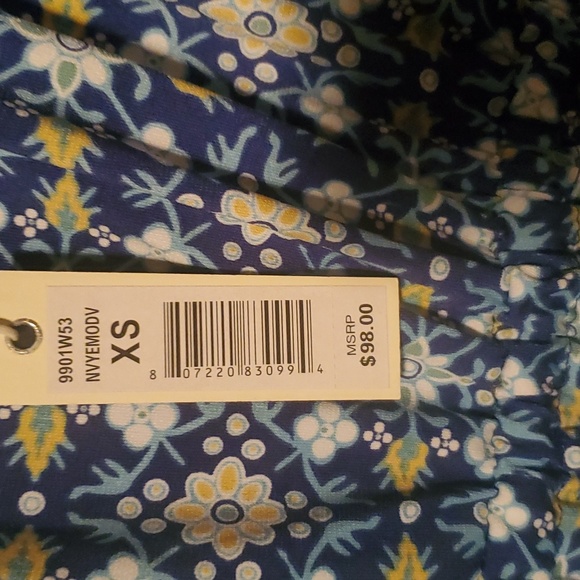 9901W53
NVYEMODV
XS
8 07220 83099 4
MSRP
$98.00